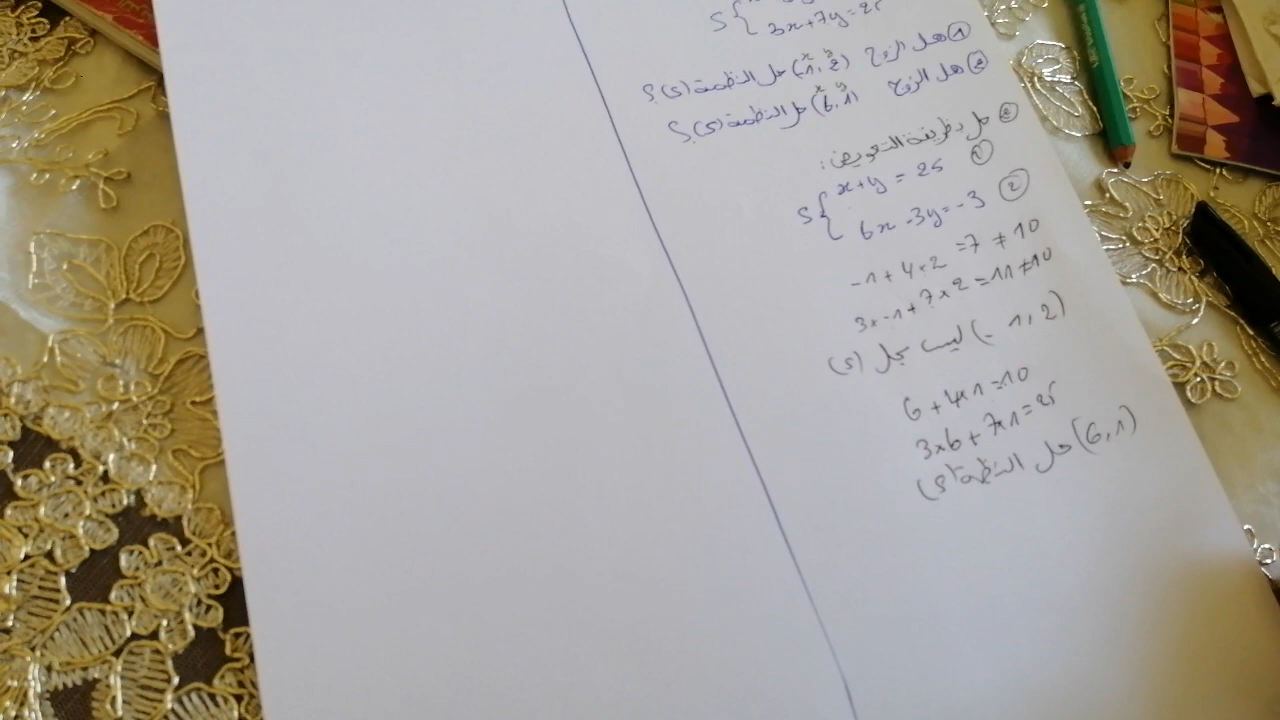 S { 3x+7y=25
① هل الزوج (-1, 2) حل النظمة (S) ؟
② هل الزوج (6, 1) حل النظمة (S) ؟
حل بطريقة التعويض :
S { x+y = 25 ①
6x - 3y = -3 ②
-1 + 4×2 = 7 ≠ 10
3×-1 + 7×2 = 11 ≠ 10
(-1, 2) ليس بحل (S)
6 + 4×1 = 10
3×6 + 7×1 = 25
(6, 1) حل النظمة (S)